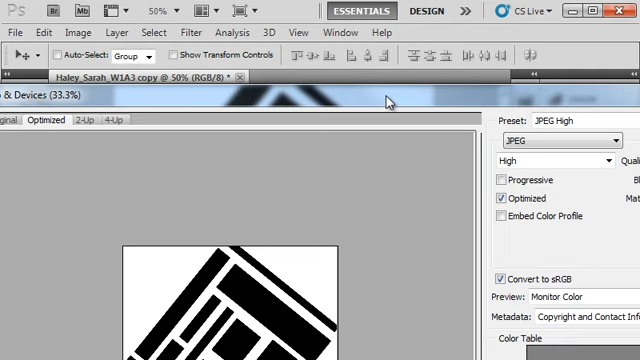 Ps Br Mb 50% ESSENTIALS DESIGN CS Live
File Edit Image Layer Select Filter Analysis 3D View Window Help
Auto-Select: Group Show Transform Controls
Haley_Sarah_W1A3 copy @ 50% (RGB/8) *
& Devices (33.3%)
ginal Optimized 2-Up 4-Up
Preset: JPEG High
JPEG
High Quali
Progressive Bl
Optimized Mat
Embed Color Profile
Convert to sRGB
Preview: Monitor Color
Metadata: Copyright and Contact Info
Color Table